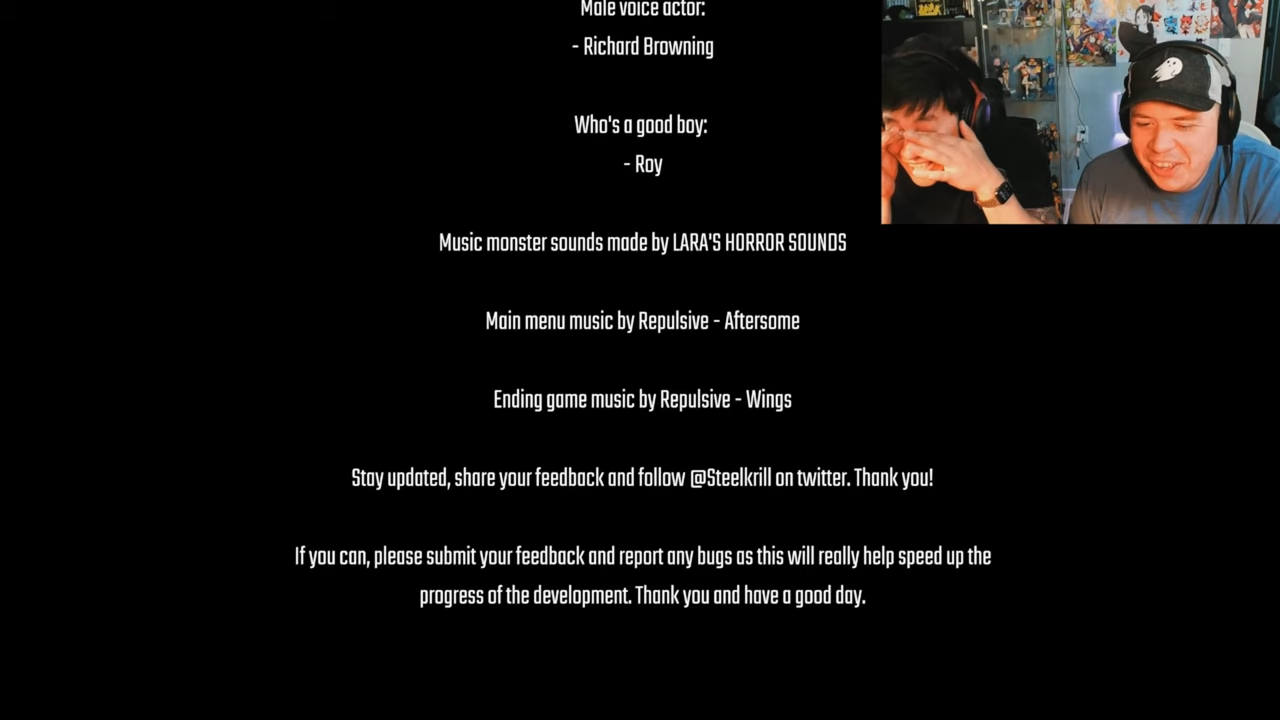 Male voice actor:
- Richard Browning
Who's a good boy:
- Roy
Music monster sounds made by LARA'S HORROR SOUNDS
Main menu music by Repulsive - Aftersome
Ending game music by Repulsive - Wings
Stay updated, share your feedback and follow @Steelkrill on twitter. Thank you!
If you can, please submit your feedback and report any bugs as this will really help speed up the
progress of the development. Thank you and have a good day.